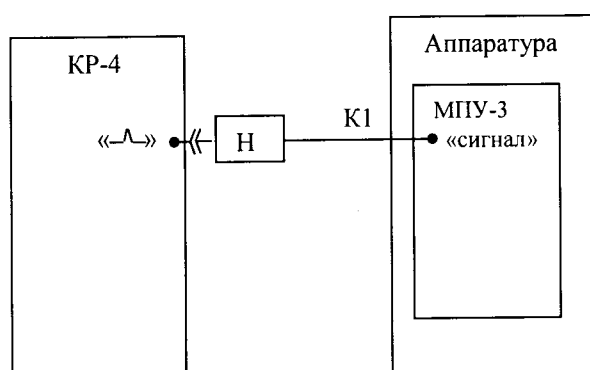 КР-4
Аппаратура
МПУ-3
«сигнал»
К1
Н
« »